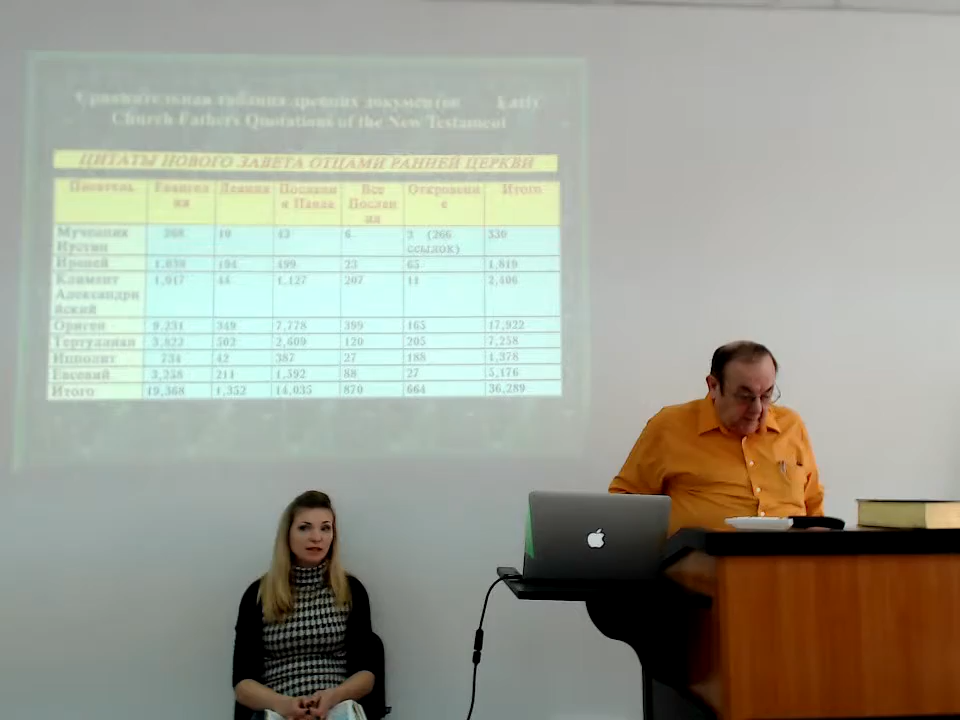 Сравнительная таблица древних документов Early
Church Fathers Quotations of the New Testament
ЦИТАТЫ НОВОГО ЗАВЕТА ОТЦАМИ РАННЕЙ ЦЕРКВИ
Писатель Евангелия Деяния Послания Павла Все Послания Откровение Итого
Мученик Иустин 268 10 43 6 3 (266 ссылок) 330
Ириней 1,038 194 499 23 65 1,819
Климент Александрийский 1,017 44 1,127 207 11 2,406
Ориген 9,231 349 7,778 399 165 17,922
Тертуллиан 3,822 502 2,609 120 205 7,258
Ипполит 734 42 387 27 188 1,378
Евсевий 3,258 211 1,592 88 27 5,176
Итого 19,368 1,352 14,035 870 664 36,289